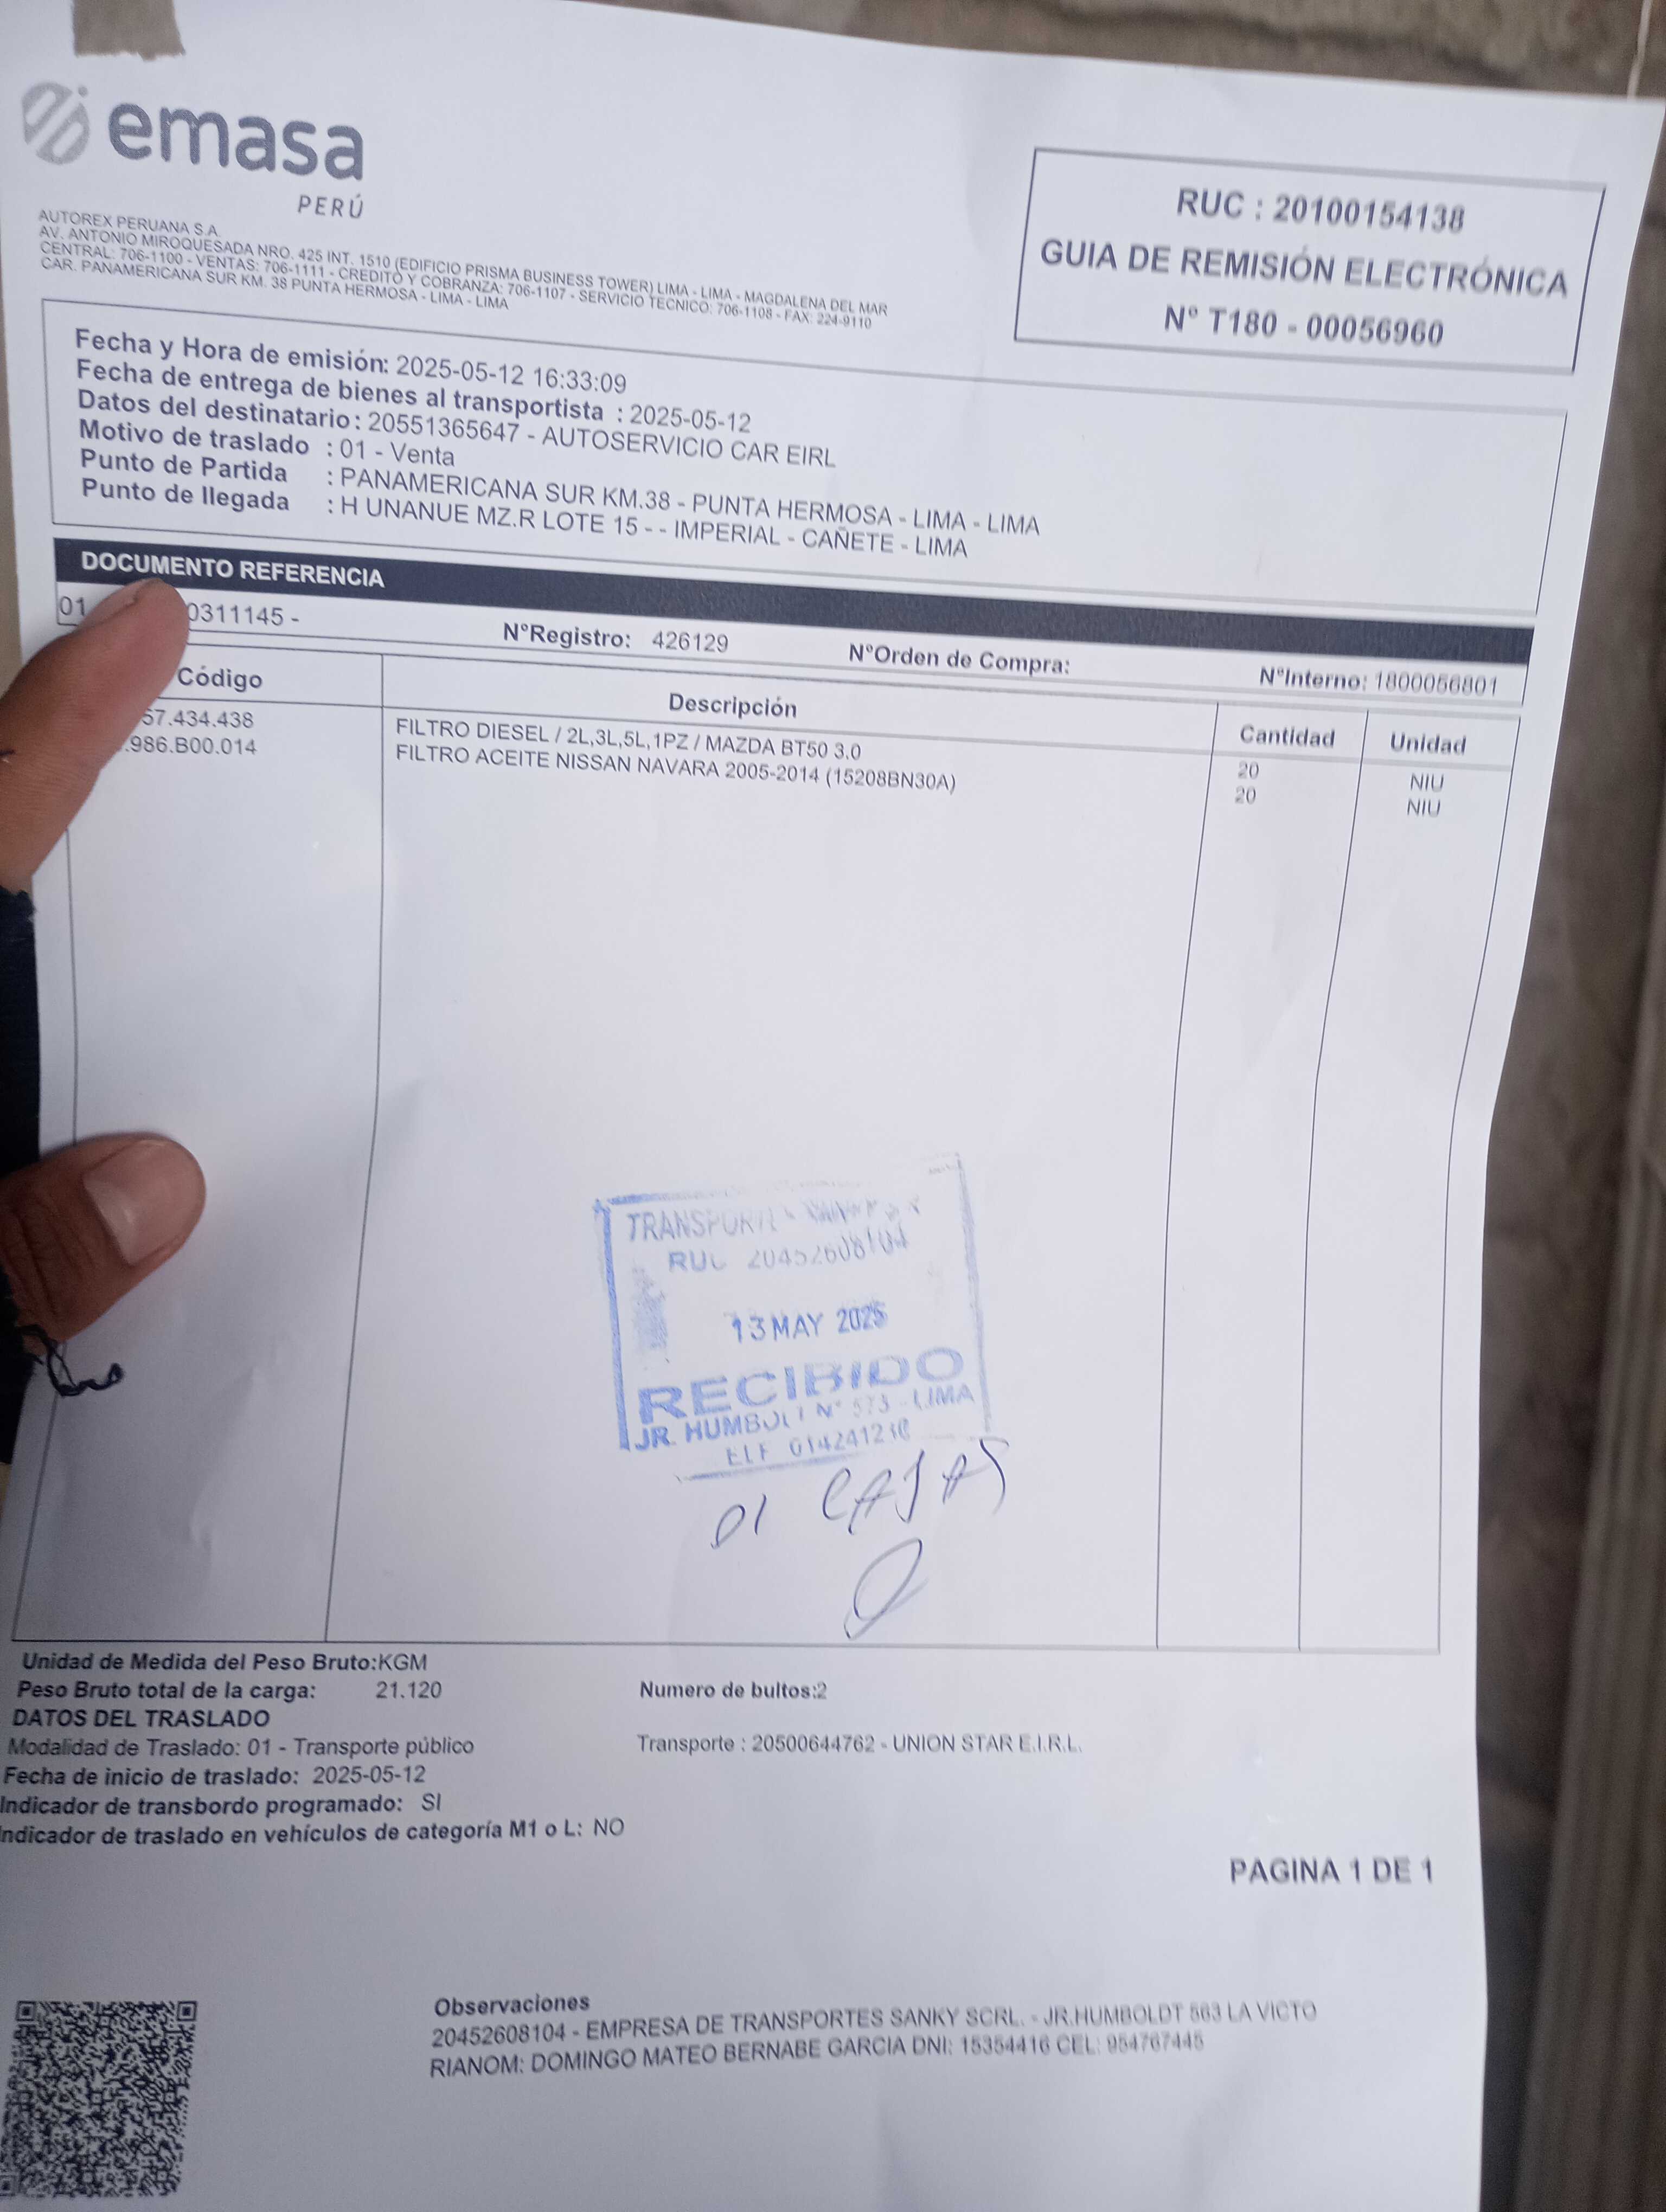 emasa
PERÚ
AUTOREX PERUANA S.A.
AV. ANTONIO MIROQUESADA NRO. 425 INT. 1510 (EDIFICIO PRISMA BUSINESS TOWER) LIMA - LIMA - MAGDALENA DEL MAR
CENTRAL: 706-1100 - VENTAS: 706-1111 - CREDITO Y COBRANZA: 706-1107 - SERVICIO TECNICO: 706-1108 - FAX: 224-9110
CAR. PANAMERICANA SUR KM. 38 PUNTA HERMOSA - LIMA - LIMA
RUC : 20100154138
GUIA DE REMISIÓN ELECTRÓNICA
N° T180 - 00056960
Fecha y Hora de emisión: 2025-05-12 16:33:09
Fecha de entrega de bienes al transportista : 2025-05-12
Datos del destinatario : 20551365647 - AUTOSERVICIO CAR EIRL
Motivo de traslado : 01 - Venta
Punto de Partida : PANAMERICANA SUR KM.38 - PUNTA HERMOSA - LIMA - LIMA
Punto de llegada : H UNANUE MZ.R LOTE 15 - - IMPERIAL - CAÑETE - LIMA
DOCUMENTO REFERENCIA
01 0311145 - N°Registro: 426129 N°Orden de Compra: N°Interno: 1800056801
Código Descripción Cantidad Unidad
57.434.438 FILTRO DIESEL / 2L,3L,5L,1PZ / MAZDA BT50 3.0 20 NIU
.986.B00.014 FILTRO ACEITE NISSAN NAVARA 2005-2014 (15208BN30A) 20 NIU
RUC 20452608104
13 MAY 2025
RECIBIDO
JR. HUMBOLT N° - LIMA
01 CAJAS
Unidad de Medida del Peso Bruto:KGM
Peso Bruto total de la carga: 21.120 Numero de bultos:2
DATOS DEL TRASLADO
Modalidad de Traslado: 01 - Transporte público Transporte : 20500644762 - UNION STAR E.I.R.L.
Fecha de inicio de traslado: 2025-05-12
Indicador de transbordo programado: SI
Indicador de traslado en vehículos de categoría M1 o L: NO
PAGINA 1 DE 1
Observaciones
20452608104 - EMPRESA DE TRANSPORTES SANKY SCRL. - JR.HUMBOLDT 563 LA VICTO
RIANOM: DOMINGO MATEO BERNABE GARCIA DNI: 15354416 CEL: 954767445